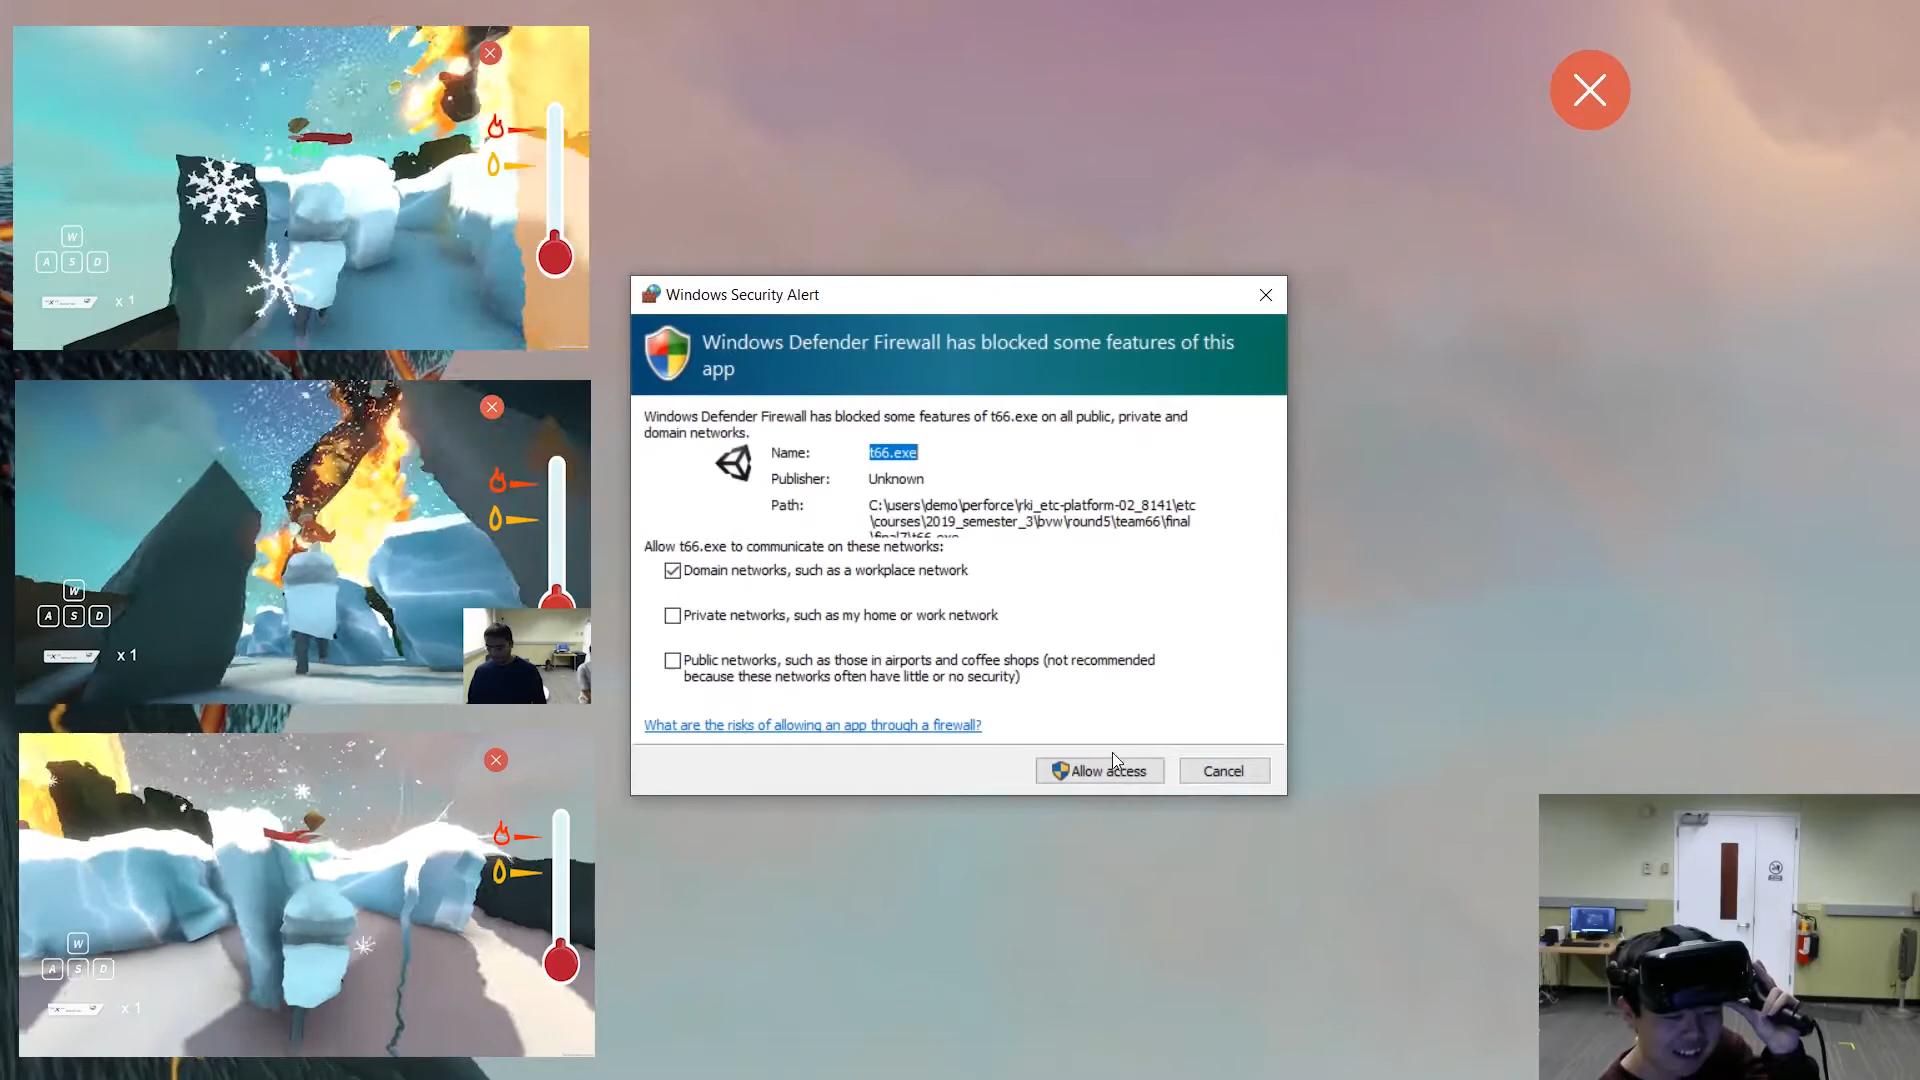 W
A S D
x 1
W
A S D
x 1
W
A S D
x 1
Windows Security Alert
Windows Defender Firewall has blocked some features of this
app
Windows Defender Firewall has blocked some features of t66.exe on all public, private and
domain networks.
Name: t66.exe
Publisher: Unknown
Path: C:\users\demo\perforce\rki_etc-platform-02_8141\etc
\courses\2019_semester_3\bvw\round5\team66\final
Allow t66.exe to communicate on these networks:
Domain networks, such as a workplace network
Private networks, such as my home or work network
Public networks, such as those in airports and coffee shops (not recommended
because these networks often have little or no security)
What are the risks of allowing an app through a firewall?
Allow access Cancel